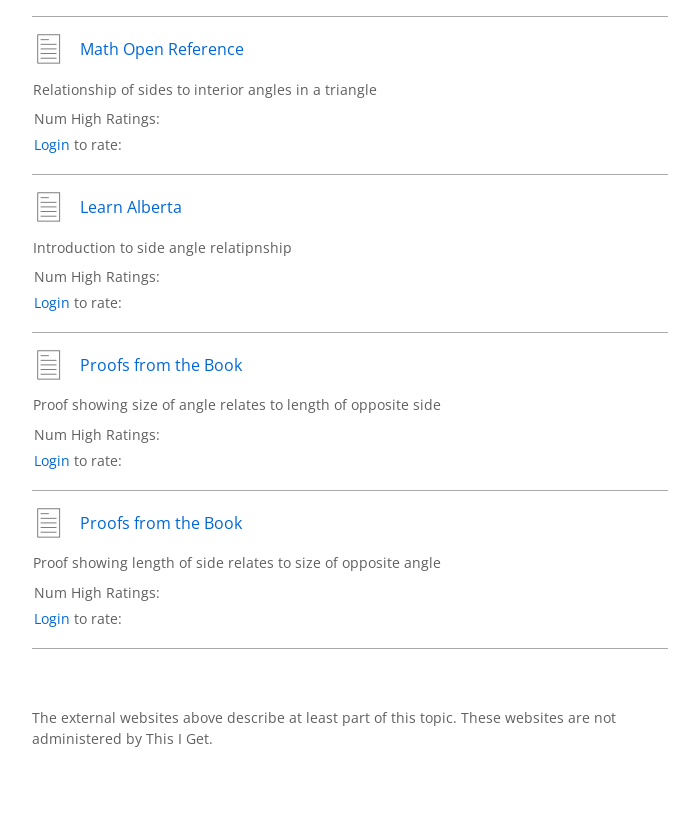 Math Open Reference
Relationship of sides to interior angles in a triangle
Num High Ratings:
Login to rate:
Learn Alberta
Introduction to side angle relatipnship
Num High Ratings:
Login to rate:
Proofs from the Book
Proof showing size of angle relates to length of opposite side
Num High Ratings:
Login to rate:
Proofs from the Book
Proof showing length of side relates to size of opposite angle
Num High Ratings:
Login to rate:
The external websites above describe at least part of this topic. These websites are not
administered by This I Get.